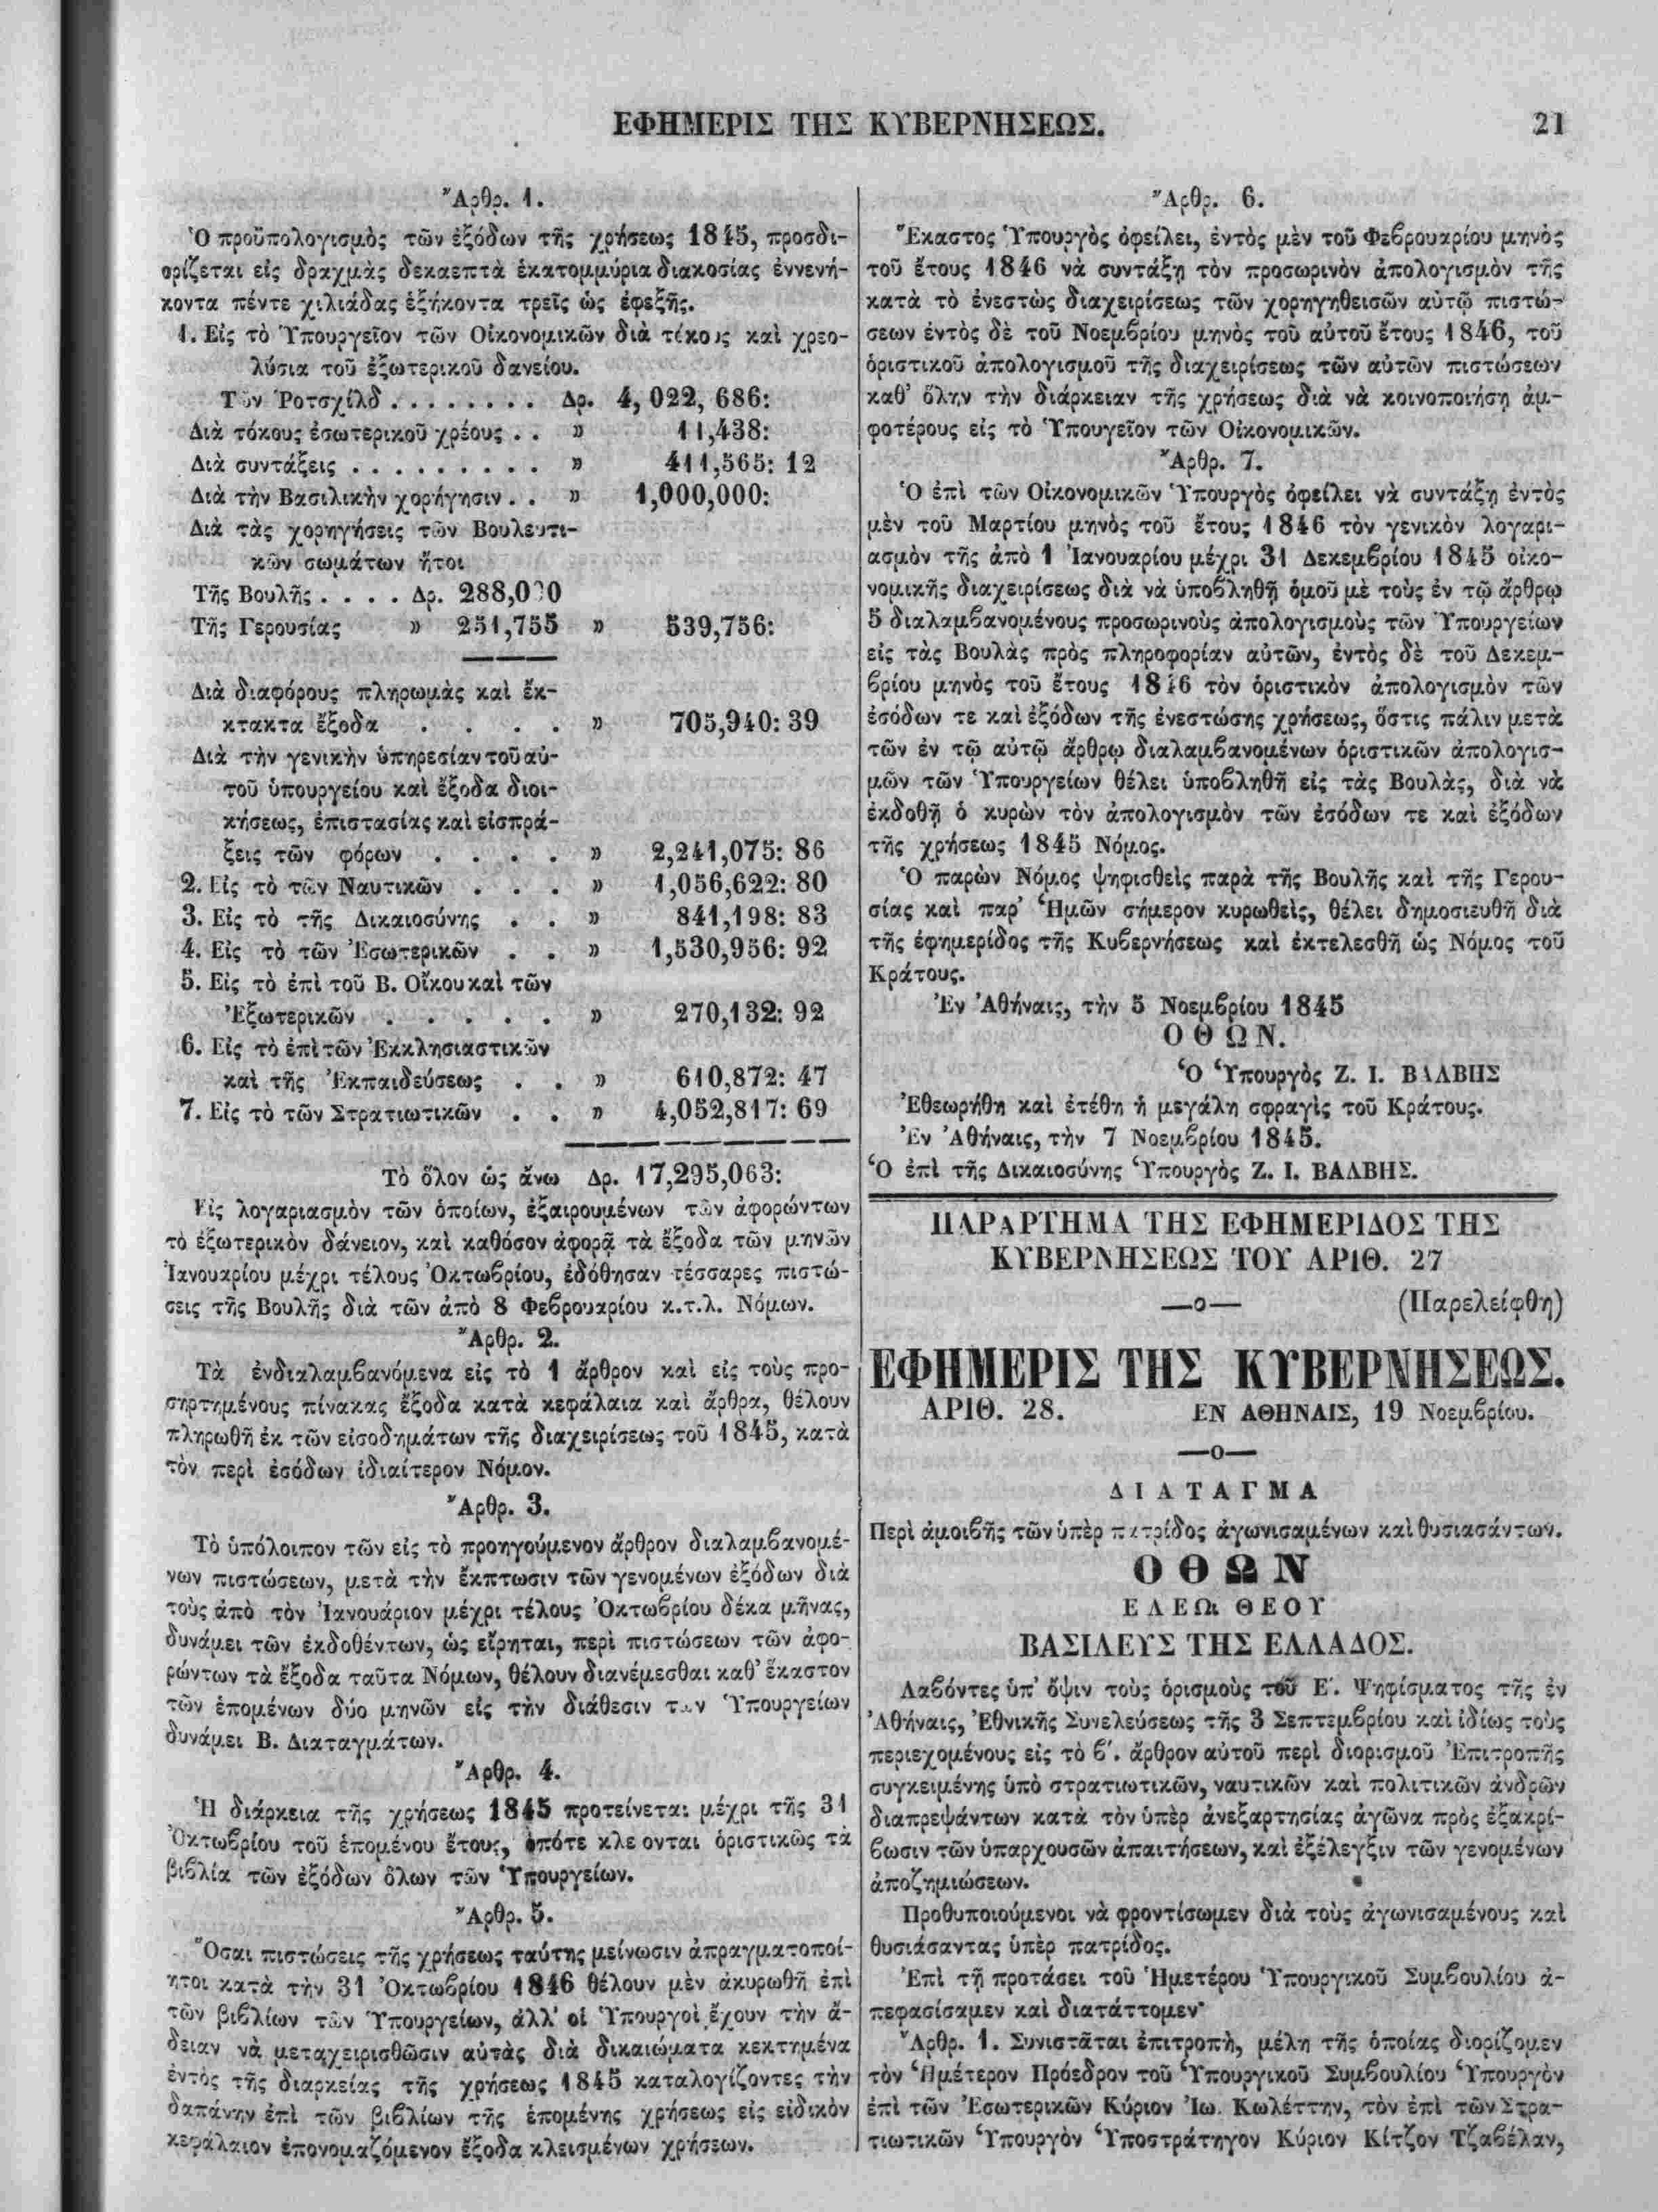 ΕΦΗΜΕΡΙΣ ΤΗΣ ΚΥΒΕΡΝΗΣΕΩΣ.
21
Ἄρθρ. 1.
Ὁ προϋπολογισμὸς τῶν ἐξόδων τῆς χρήσεως 1845, προσδι-
ορίζεται εἰς δραχμὰς δεκαεπτὰ ἑκατομμύρια διακοσίας ἐννενή-
κοντα πέντε χιλιάδας ἑξήκοντα τρεῖς ὡς ἐφεξῆς.
1. Εἰς τὸ Ὑπουργεῖον τῶν Οἰκονομικῶν διὰ τόκους καὶ χρεο-
λύσια τοῦ ἐξωτερικοῦ δανείου.
Τῶν Ῥοτσχίλδ . . . . . . . . Δρ. 4,022,686:
Διὰ τόκους ἐσωτερικοῦ χρέους . . » 11,438:
Διὰ συντάξεις . . . . . . . . . » 411,565: 12
Διὰ τὴν Βασιλικὴν χορήγησιν . . » 1,000,000:
Διὰ τὰς χορηγήσεις τῶν Βουλευτι-
κῶν σωμάτων ἤτοι
Τῆς Βουλῆς . . . . Δρ. 288,000
Τῆς Γερουσίας » 251,755 » 539,756:
Διὰ διαφόρους πληρωμὰς καὶ ἔκ-
κτακτα ἔξοδα . . . . » 705,940: 39
Διὰ τὴν γενικὴν ὑπηρεσίαν τοῦ αὐ-
τοῦ ὑπουργείου καὶ ἔξοδα διοι-
κήσεως, ἐπιστασίας καὶ εἰσπρά-
ξεις τῶν φόρων . . . . » 2,241,075: 86
2. Εἰς τὸ τῶν Ναυτικῶν . . . » 1,056,622: 80
3. Εἰς τὸ τῆς Δικαιοσύνης . . » 841,198: 83
4. Εἰς τὸ τῶν Ἐσωτερικῶν . . » 1,530,956: 92
5. Εἰς τὸ ἐπὶ τοῦ Β. Οἴκου καὶ τῶν
Ἐξωτερικῶν . . . . . » 270,132: 92
6. Εἰς τὸ ἐπὶ τῶν Ἐκκλησιαστικῶν
καὶ τῆς Ἐκπαιδεύσεως . . » 610,872: 47
7. Εἰς τὸ τῶν Στρατιωτικῶν . . » 4,052,817: 69
Τὸ ὅλον ὡς ἄνω Δρ. 17,295,063:
Εἰς λογαριασμὸν τῶν ὁποίων, ἐξαιρουμένων τῶν ἀφορώντων
τὸ ἐξωτερικὸν δάνειον, καὶ καθόσον ἀφορᾷ τὰ ἔξοδα τῶν μηνῶν
Ἰανουαρίου μέχρι τέλους Ὀκτωβρίου, ἐδόθησαν τέσσαρες πιστώ-
σεις τῆς Βουλῆς διὰ τῶν ἀπὸ 8 Φεβρουαρίου κ.τ.λ. Νόμων.
Ἄρθρ. 2.
Τὰ ἐνδιαλαμβανόμενα εἰς τὸ 1 ἄρθρον καὶ εἰς τοὺς προ-
σηρτημένους πίνακας ἔξοδα κατὰ κεφάλαια καὶ ἄρθρα, θέλουν
πληρωθῆ ἐκ τῶν εἰσοδημάτων τῆς διαχειρίσεως τοῦ 1845, κατὰ
τὸν περὶ ἐσόδων ἰδιαίτερον Νόμον.
Ἄρθρ. 3.
Τὸ ὑπόλοιπον τῶν εἰς τὸ προηγούμενον ἄρθρον διαλαμβανομέ-
νων πιστώσεων, μετὰ τὴν ἔκπτωσιν τῶν γενομένων ἐξόδων διὰ
τοὺς ἀπὸ τὸν Ἰανουάριον μέχρι τέλους Ὀκτωβρίου δέκα μῆνας,
δυνάμει τῶν ἐκδοθέντων, ὡς εἴρηται, περὶ πιστώσεων τῶν ἀφο-
ρώντων τὰ ἔξοδα ταῦτα Νόμων, θέλουν διανέμεσθαι καθ' ἕκαστον
τῶν ἑπομένων δύο μηνῶν εἰς τὴν διάθεσιν τῶν Ὑπουργείων
δυνάμει Β. Διαταγμάτων.
Ἄρθρ. 4.
Ἡ διάρκεια τῆς χρήσεως 1845 προτείνεται μέχρι τῆς 31
Ὀκτωβρίου τοῦ ἑπομένου ἔτους, ὁπότε κλείονται ὁριστικῶς τὰ
βιβλία τῶν ἐξόδων ὅλων τῶν Ὑπουργείων.
Ἄρθρ. 5.
Ὅσαι πιστώσεις τῆς χρήσεως ταύτης μείνωσιν ἀπραγματοποί-
ητοι κατὰ τὴν 31 Ὀκτωβρίου 1846 θέλουν μὲν ἀκυρωθῆ ἐπὶ
τῶν βιβλίων τῶν Ὑπουργείων, ἀλλ' οἱ Ὑπουργοὶ ἔχουν τὴν ἄ-
δειαν νὰ μεταχειρισθῶσιν αὐτὰς διὰ δικαιώματα κεκτημένα
ἐντὸς τῆς διαρκείας τῆς χρήσεως 1845 καταλογίζοντες τὴν
δαπάνην ἐπὶ τῶν βιβλίων τῆς ἑπομένης χρήσεως εἰς εἰδικὸν
κεφάλαιον ἐπονομαζόμενον ἔξοδα κλεισμένων χρήσεων.
Ἄρθρ. 6.
Ἕκαστος Ὑπουργὸς ὀφείλει, ἐντὸς μὲν τοῦ Φεβρουαρίου μηνὸς
τοῦ ἔτους 1846 νὰ συντάξῃ τὸν προσωρινὸν ἀπολογισμὸν τῆς
κατὰ τὸ ἐνεστὼς διαχειρίσεως τῶν χορηγηθεισῶν αὐτῷ πιστώ-
σεων ἐντὸς δὲ τοῦ Νοεμβρίου μηνὸς τοῦ αὐτοῦ ἔτους 1846, τοῦ
ὁριστικοῦ ἀπολογισμοῦ τῆς διαχειρίσεως τῶν αὐτῶν πιστώσεων
καθ' ὅλην τὴν διάρκειαν τῆς χρήσεως διὰ νὰ κοινοποιήσῃ ἀμ-
φοτέρους εἰς τὸ Ὑπουγεῖον τῶν Οἰκονομικῶν.
Ἄρθρ. 7.
Ὁ ἐπὶ τῶν Οἰκονομικῶν Ὑπουργὸς ὀφείλει νὰ συντάξῃ ἐντὸς
μὲν τοῦ Μαρτίου μηνὸς τοῦ ἔτους 1846 τὸν γενικὸν λογαρι-
ασμὸν τῆς ἀπὸ 1 Ἰανουαρίου μέχρι 31 Δεκεμβρίου 1845 οἰκο-
νομικῆς διαχειρίσεως διὰ νὰ ὑποβληθῇ ὁμοῦ μὲ τοὺς ἐν τῷ ἄρθρῳ
5 διαλαμβανομένους προσωρινοὺς ἀπολογισμοὺς τῶν Ὑπουργείων
εἰς τὰς Βουλὰς πρὸς πληροφορίαν αὐτῶν, ἐντὸς δὲ τοῦ Δεκεμ-
βρίου μηνὸς τοῦ ἔτους 1846 τὸν ὁριστικὸν ἀπολογισμὸν τῶν
ἐσόδων τε καὶ ἐξόδων τῆς ἐνεστώσης χρήσεως, ὅστις πάλιν μετὰ
τῶν ἐν τῷ αὐτῷ ἄρθρῳ διαλαμβανομένων ὁριστικῶν ἀπολογισ-
μῶν τῶν Ὑπουργείων θέλει ὑποβληθῆ εἰς τὰς Βουλὰς, διὰ νὰ
ἐκδοθῇ ὁ κυρὼν τὸν ἀπολογισμὸν τῶν ἐσόδων τε καὶ ἐξόδων
τῆς χρήσεως 1845 Νόμος.
Ὁ παρὼν Νόμος ψηφισθεὶς παρὰ τῆς Βουλῆς καὶ τῆς Γερου-
σίας καὶ παρ' Ἡμῶν σήμερον κυρωθεὶς, θέλει δημοσιευθῆ διὰ
τῆς ἐφημερίδος τῆς Κυβερνήσεως καὶ ἐκτελεσθῆ ὡς Νόμος τοῦ
Κράτους.
Ἐν Ἀθήναις, τὴν 5 Νοεμβρίου 1845
ΟΘΩΝ.
Ὁ Ὑπουργὸς Ζ. Ι. ΒΑΛΒΗΣ
Ἐθεωρήθη καὶ ἐτέθη ἡ μεγάλη σφραγὶς τοῦ Κράτους.
Ἐν Ἀθήναις, τὴν 7 Νοεμβρίου 1845.
Ὁ ἐπὶ τῆς Δικαιοσύνης Ὑπουργὸς Ζ. Ι. ΒΑΛΒΗΣ.
ΠΑΡΑΡΤΗΜΑ ΤΗΣ ΕΦΗΜΕΡΙΔΟΣ ΤΗΣ
ΚΥΒΕΡΝΗΣΕΩΣ ΤΟΥ ΑΡΙΘ. 27
—ο— (Παρελείφθη)
ΕΦΗΜΕΡΙΣ ΤΗΣ ΚΥΒΕΡΝΗΣΕΩΣ.
ΑΡΙΘ. 28. ΕΝ ΑΘΗΝΑΙΣ, 19 Νοεμβρίου.
—ο—
ΔΙΑΤΑΓΜΑ
Περὶ ἀμοιβῆς τῶν ὑπὲρ πατρίδος ἀγωνισαμένων καὶ θυσιασάντων.
ΟΘΩΝ
ΕΛΕΩι ΘΕΟΥ
ΒΑΣΙΛΕΥΣ ΤΗΣ ΕΛΛΑΔΟΣ.
Λαβόντες ὑπ' ὄψιν τοὺς ὁρισμοὺς τοῦ Ε'. Ψηφίσματος τῆς ἐν
Ἀθήναις, Ἐθνικῆς Συνελεύσεως τῆς 3 Σεπτεμβρίου καὶ ἰδίως τοὺς
περιεχομένους εἰς τὸ β'. ἄρθρον αὐτοῦ περὶ διορισμοῦ Ἐπιτροπῆς
συγκειμένης ὑπὸ στρατιωτικῶν, ναυτικῶν καὶ πολιτικῶν ἀνδρῶν
διαπρεψάντων κατὰ τὸν ὑπὲρ ἀνεξαρτησίας ἀγῶνα πρὸς ἐξακρί-
βωσιν τῶν ὑπαρχουσῶν ἀπαιτήσεων, καὶ ἐξέλεγξιν τῶν γενομένων
ἀποζημιώσεων.
Προθυποιούμενοι νὰ φροντίσωμεν διὰ τοὺς ἀγωνισαμένους καὶ
θυσιάσαντας ὑπὲρ πατρίδος.
Ἐπὶ τῇ προτάσει τοῦ Ἡμετέρου Ὑπουργικοῦ Συμβουλίου ἀ-
πεφασίσαμεν καὶ διατάττομεν·
Ἄρθρ. 1. Συνιστᾶται ἐπιτροπὴ, μέλη τῆς ὁποίας διορίζομεν
τὸν Ἡμέτερον Πρόεδρον τοῦ Ὑπουργικοῦ Συμβουλίου Ὑπουργὸν
ἐπὶ τῶν Ἐσωτερικῶν Κύριον Ἰω. Κωλέττην, τὸν ἐπὶ τῶν Στρα-
τιωτικῶν Ὑπουργὸν Ὑποστράτηγον Κύριον Κίτζον Τζαβέλαν,